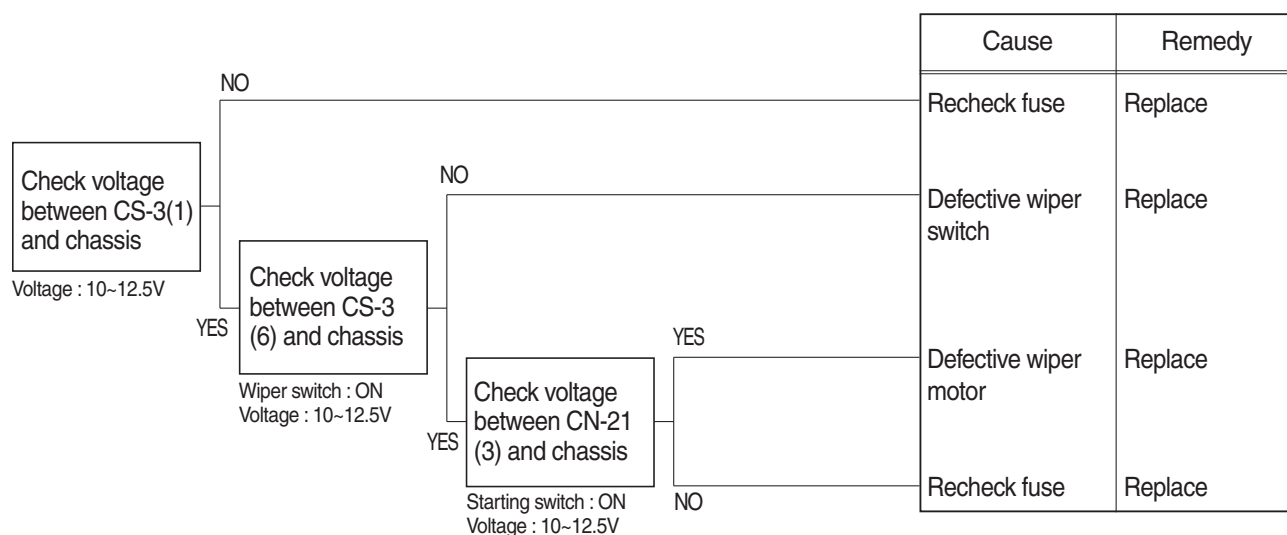 Cause
Remedy
NO
Recheck fuse
Replace
Check voltage
between CS-3(1)
and chassis
Voltage : 10~12.5V
NO
Defective wiper
switch
Replace
YES
Check voltage
between CS-3
(6) and chassis
Wiper switch : ON
Voltage : 10~12.5V
YES
Defective wiper
motor
Replace
YES
Check voltage
between CN-21
(3) and chassis
Starting switch : ON
Voltage : 10~12.5V
NO
Recheck fuse
Replace